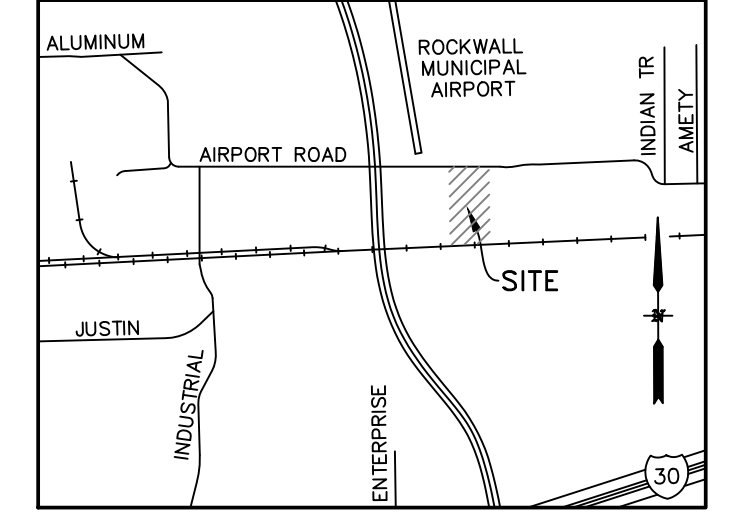 ALUMINUM
ROCKWALL
MUNICIPAL
AIRPORT
INDIAN TR
AMETY
AIRPORT ROAD
SITE
N
JUSTIN
INDUSTRIAL
ENTERPRISE
30